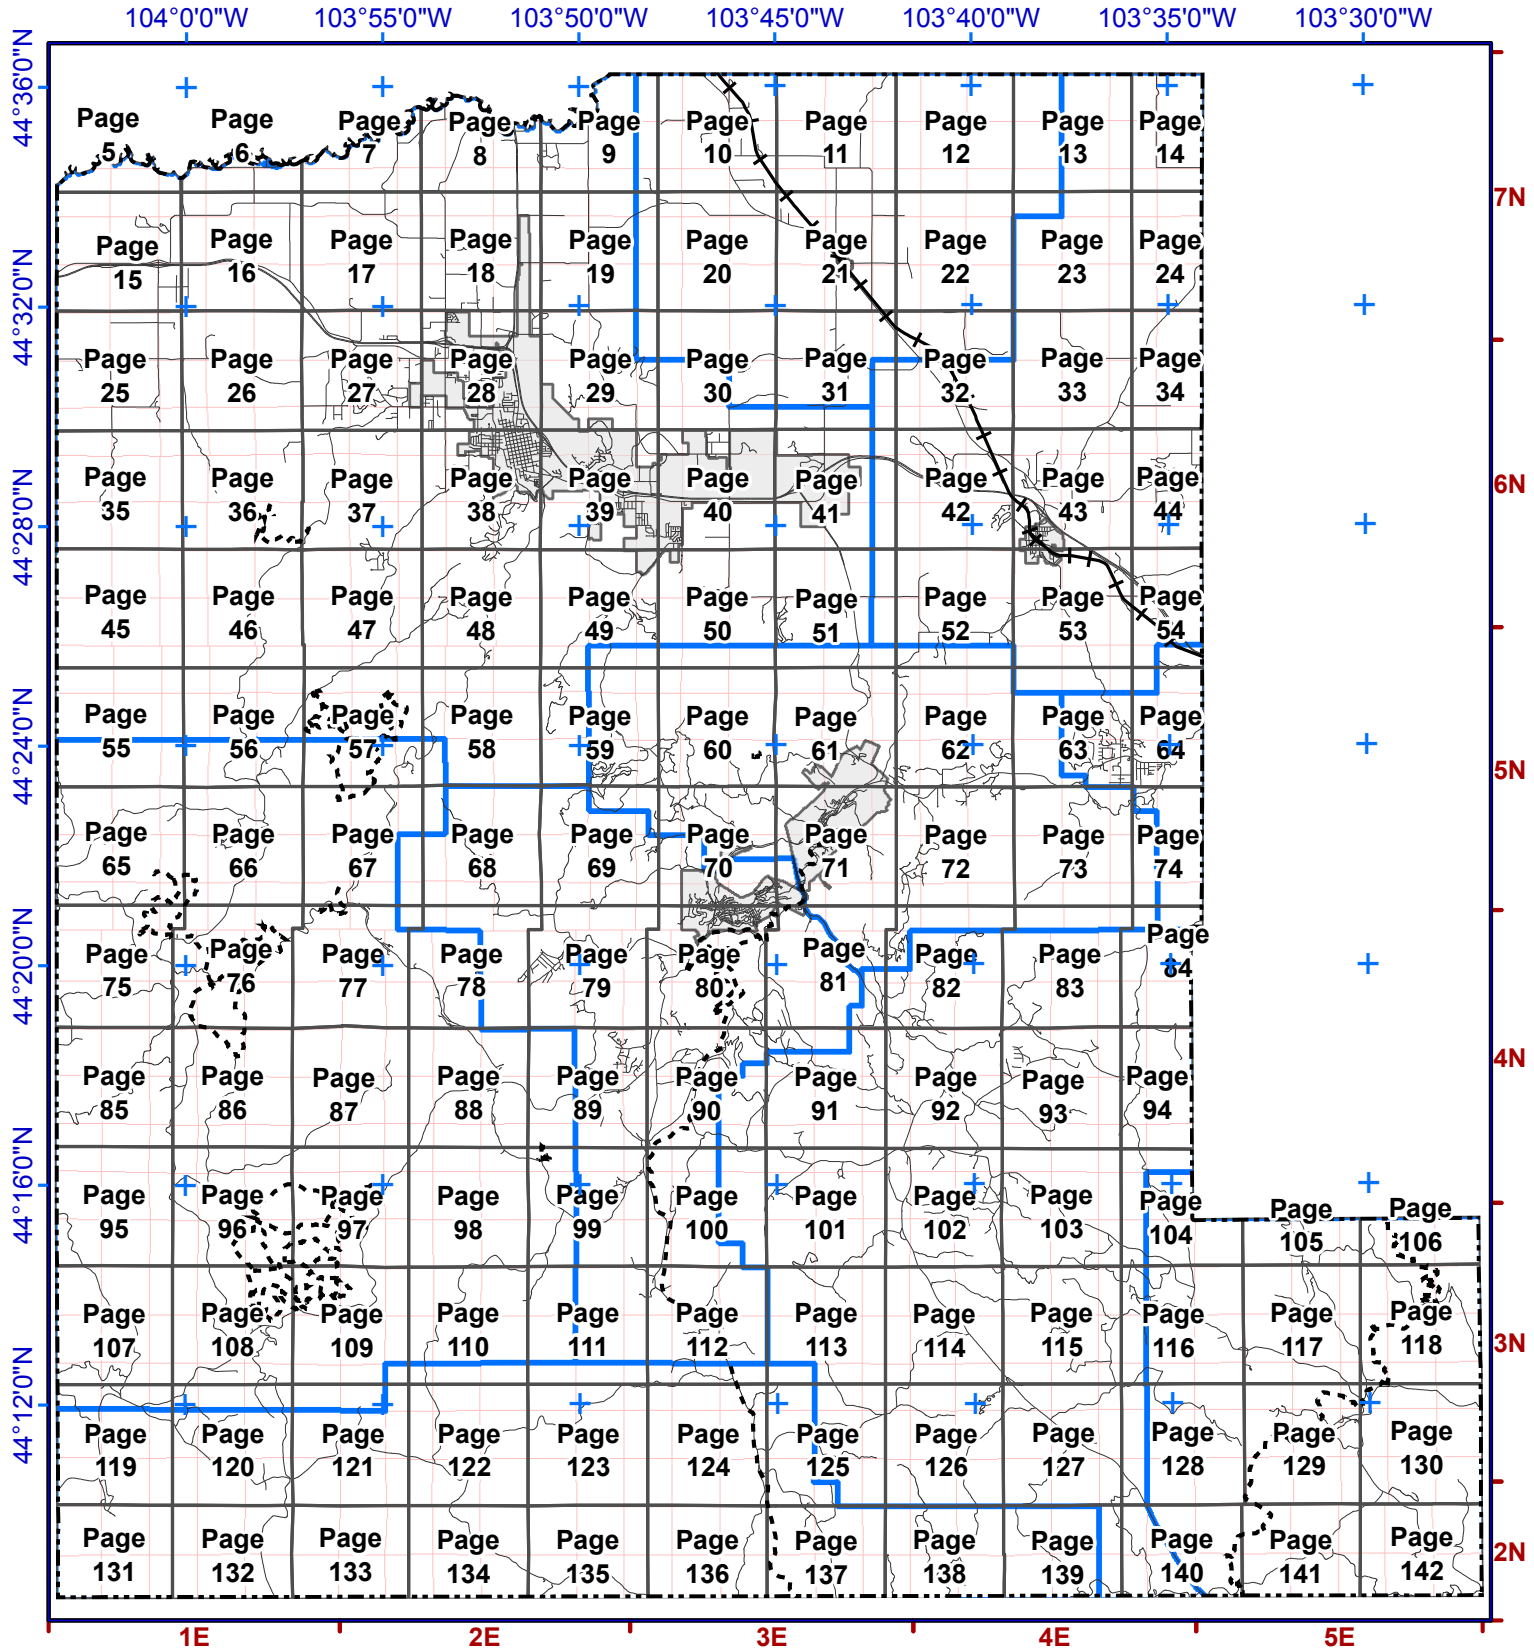 104°0'0"W 103°55'0"W 103°50'0"W 103°45'0"W 103°40'0"W 103°35'0"W 103°30'0"W
44°36'0"N
Page Page Page Page Page Page Page Page Page Page
5 6 7 8 9 10 11 12 13 14
7N
Page Page Page Page Page Page Page Page Page Page
15 16 17 18 19 20 21 22 23 24
44°32'0"N
Page Page Page Page Page Page Page Page Page Page
25 26 27 28 29 30 31 32 33 34
6N
Page Page Page Page Page Page Page Page Page Page
35 36 37 38 39 40 41 42 43 44
44°28'0"N
Page Page Page Page Page Page Page Page Page Page
45 46 47 48 49 50 51 52 53 54
Page Page Page Page Page Page Page Page Page Page
55 56 57 58 59 60 61 62 63 64
44°24'0"N
5N
Page Page Page Page Page Page Page Page Page Page
65 66 67 68 69 70 71 72 73 74
44°20'0"N
Page Page Page Page Page Page Page Page Page Page
75 76 77 78 79 80 81 82 83 84
4N
Page Page Page Page Page Page Page Page Page Page
85 86 87 88 89 90 91 92 93 94
44°16'0"N
Page Page Page Page Page Page Page Page Page Page Page Page
95 96 97 98 99 100 101 102 103 104 105 106
Page Page Page Page Page Page Page Page Page Page Page Page
107 108 109 110 111 112 113 114 115 116 117 118
3N
44°12'0"N
Page Page Page Page Page Page Page Page Page Page Page Page
119 120 121 122 123 124 125 126 127 128 129 130
Page Page Page Page Page Page Page Page Page Page Page Page
131 132 133 134 135 136 137 138 139 140 141 142
2N
1E 2E 3E 4E 5E